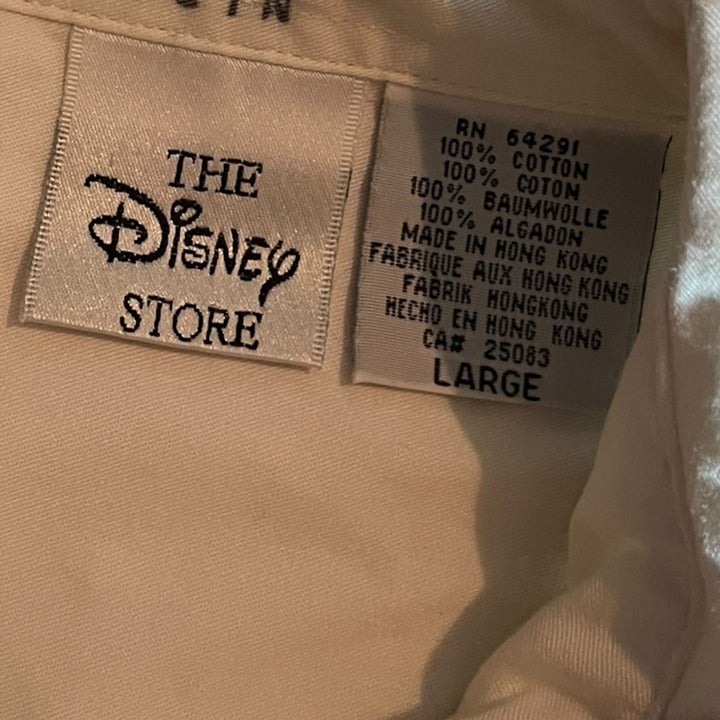 THE
DISNEY
STORE
RN 64291
100% COTTON
100% COTON
100% BAUMWOLLE
100% ALGADON
MADE IN HONG KONG
FABRIQUE AUX HONG KONG
FABRIK HONGKONG
HECHO EN HONG KONG
CA# 25083
LARGE